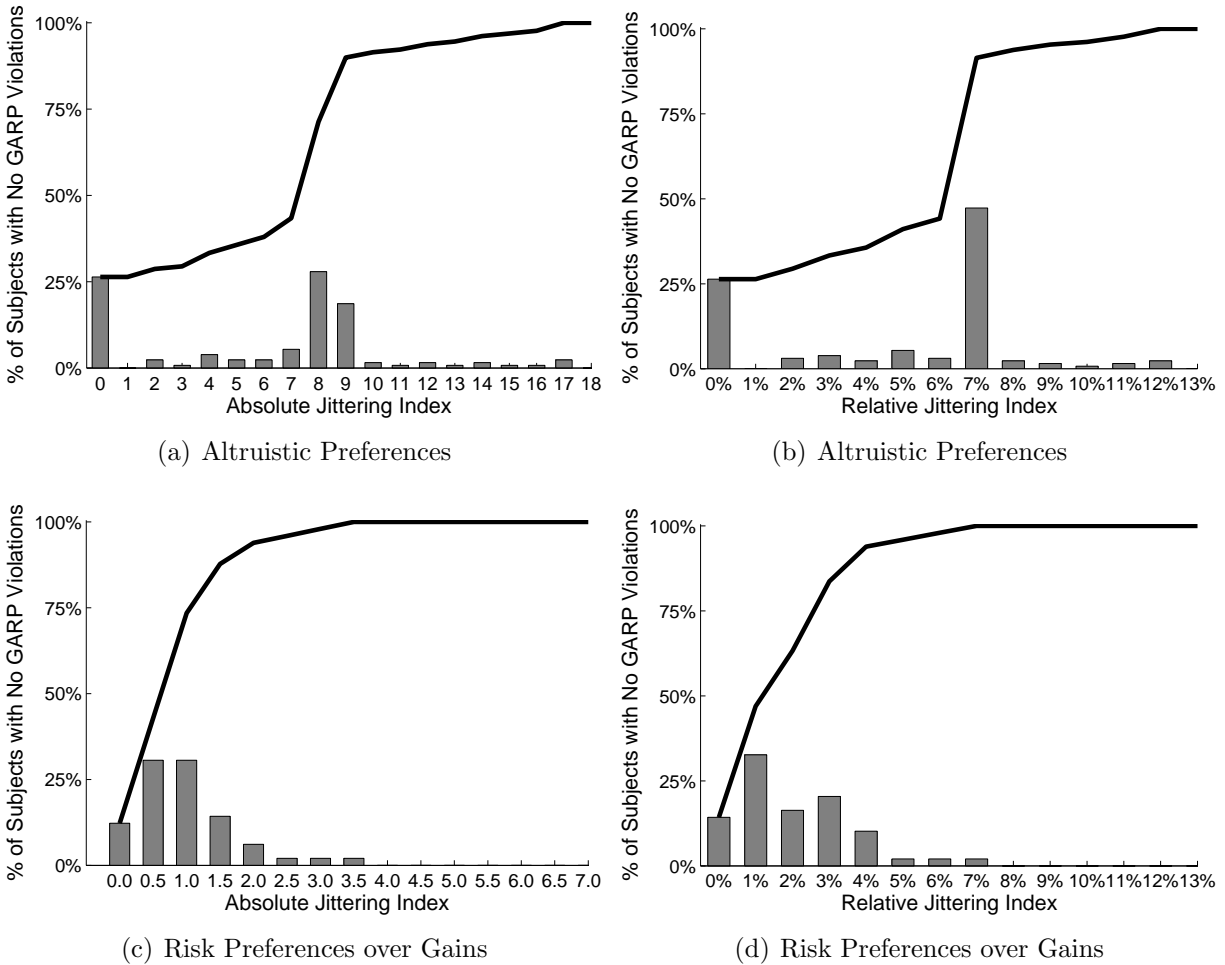 % of Subjects with No GARP Violations
100%
75%
50%
25%
0%
0 1 2 3 4 5 6 7 8 9 10 11 12 13 14 15 16 17 18
Absolute Jittering Index
(a) Altruistic Preferences
% of Subjects with No GARP Violations
100%
75%
50%
25%
0%
0% 1% 2% 3% 4% 5% 6% 7% 8% 9% 10% 11% 12% 13%
Relative Jittering Index
(b) Altruistic Preferences
% of Subjects with No GARP Violations
100%
75%
50%
25%
0%
0.0 0.5 1.0 1.5 2.0 2.5 3.0 3.5 4.0 4.5 5.0 5.5 6.0 6.5 7.0
Absolute Jittering Index
(c) Risk Preferences over Gains
% of Subjects with No GARP Violations
100%
75%
50%
25%
0%
0% 1% 2% 3% 4% 5% 6% 7% 8% 9% 10% 11% 12% 13%
Relative Jittering Index
(d) Risk Preferences over Gains